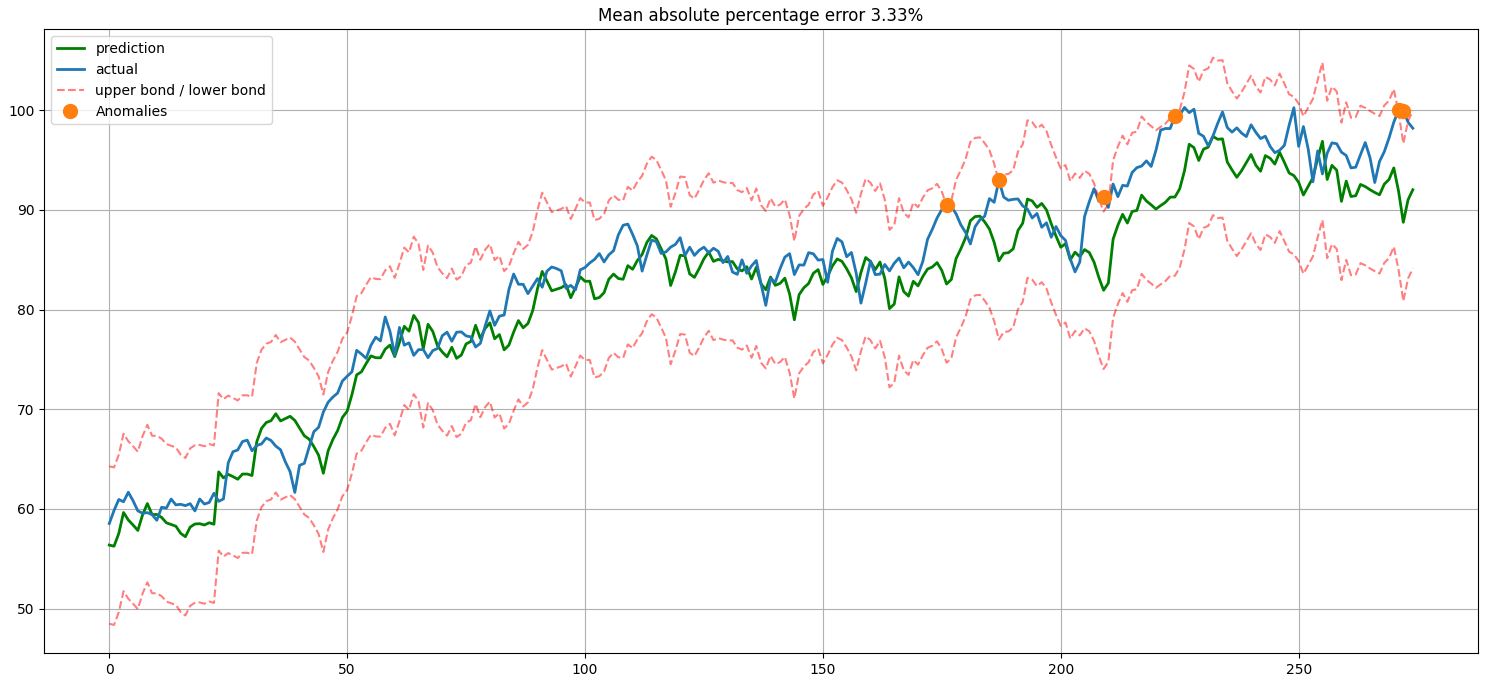 Mean absolute percentage error 3.33%
prediction
actual
upper bond / lower bond
Anomalies
100
90
80
70
60
50
0 50 100 150 200 250